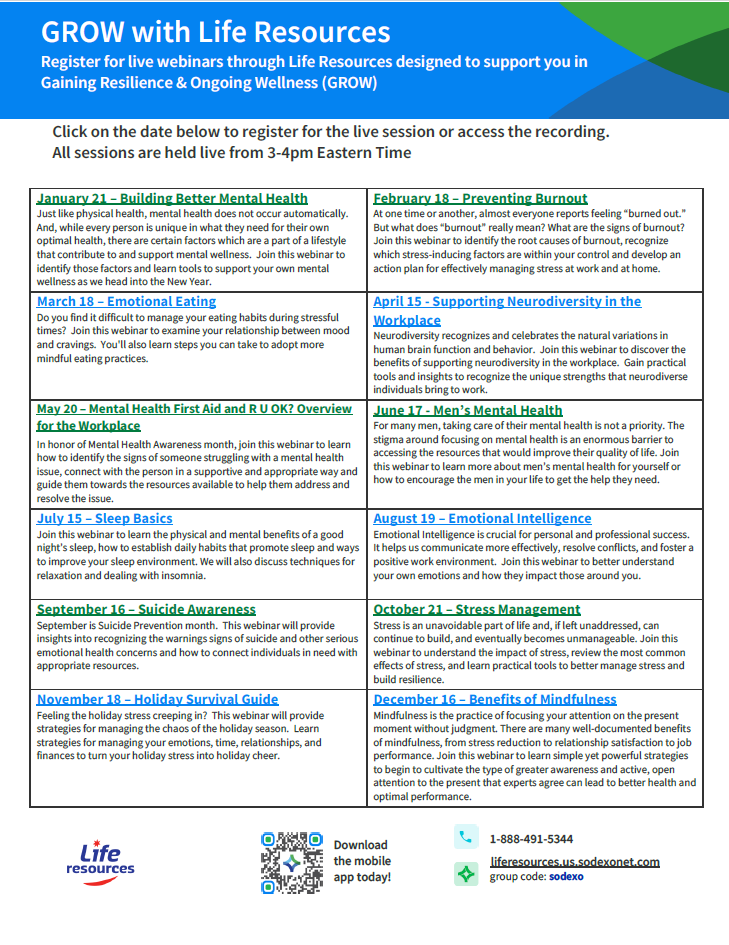 GROW with Life Resources
Register for live webinars through Life Resources designed to support you in
Gaining Resilience & Ongoing Wellness (GROW)
Click on the date below to register for the live session or access the recording.
All sessions are held live from 3-4pm Eastern Time
January 21 – Building Better Mental Health
Just like physical health, mental health does not occur automatically.
And, while every person is unique in what they need for their own
optimal health, there are certain factors which are a part of a lifestyle
that contribute to and support mental wellness.  Join this webinar to
identify those factors and learn tools to support your own mental
wellness as we head into the New Year.
February 18 – Preventing Burnout
At one time or another, almost everyone reports feeling “burned out.”
But what does “burnout” really mean? What are the signs of burnout?
Join this webinar to identify the root causes of burnout, recognize
which stress-inducing factors are within your control and develop an
action plan for effectively managing stress at work and at home.
March 18 – Emotional Eating
Do you find it difficult to manage your eating habits during stressful
times?  Join this webinar to examine your relationship between mood
and cravings.  You'll also learn steps you can take to adopt more
mindful eating practices.
April 15 - Supporting Neurodiversity in the
Workplace
Neurodiversity recognizes and celebrates the natural variations in
human brain function and behavior.  Join this webinar to discover the
benefits of supporting neurodiversity in the workplace.  Gain practical
tools and insights to recognize the unique strengths that neurodiverse
individuals bring to work.
May 20 – Mental Health First Aid and R U OK? Overview
for the Workplace
In honor of Mental Health Awareness month, join this webinar to learn
how to identify the signs of someone struggling with a mental health
issue, connect with the person in a supportive and appropriate way and
guide them towards the resources available to help them address and
resolve the issue.
June 17 - Men’s Mental Health
For many men, taking care of their mental health is not a priority. The
stigma around focusing on mental health is an enormous barrier to
accessing the resources that would improve their quality of life. Join
this webinar to learn more about men’s mental health for yourself or
how to encourage the men in your life to get the help they need.
July 15 – Sleep Basics
Join this webinar to learn the physical and mental benefits of a good
night's sleep, how to establish daily habits that promote sleep and ways
to improve your sleep environment. We will also discuss techniques for
relaxation and dealing with insomnia.
August 19 – Emotional Intelligence
Emotional Intelligence is crucial for personal and professional success.
It helps us communicate more effectively, resolve conflicts, and foster a
positive work environment.  Join this webinar to better understand
your own emotions and how they impact those around you.
September 16 – Suicide Awareness
September is Suicide Prevention month.  This webinar will provide
insights into recognizing the warnings signs of suicide and other serious
emotional health concerns and how to connect individuals in need with
appropriate resources.
October 21 – Stress Management
Stress is an unavoidable part of life and, if left unaddressed, can
continue to build, and eventually becomes unmanageable. Join this
webinar to understand the impact of stress, review the most common
effects of stress, and learn practical tools to better manage stress and
build resilience.
November 18 – Holiday Survival Guide
Feeling the holiday stress creeping in?  This webinar will provide
strategies for managing the chaos of the holiday season.  Learn
strategies for managing your emotions, time, relationships, and
finances to turn your holiday stress into holiday cheer.
December 16 – Benefits of Mindfulness
Mindfulness is the practice of focusing your attention on the present
moment without judgment. There are many well-documented benefits
of mindfulness, from stress reduction to relationship satisfaction to job
performance. Join this webinar to learn simple yet powerful strategies
to begin to cultivate the type of greater awareness and active, open
attention to the present that experts agree can lead to better health and
optimal performance.
Life
resources
Download
the mobile
app today!
1-888-491-5344
liferesources.us.sodexonet.com
group code: sodexo